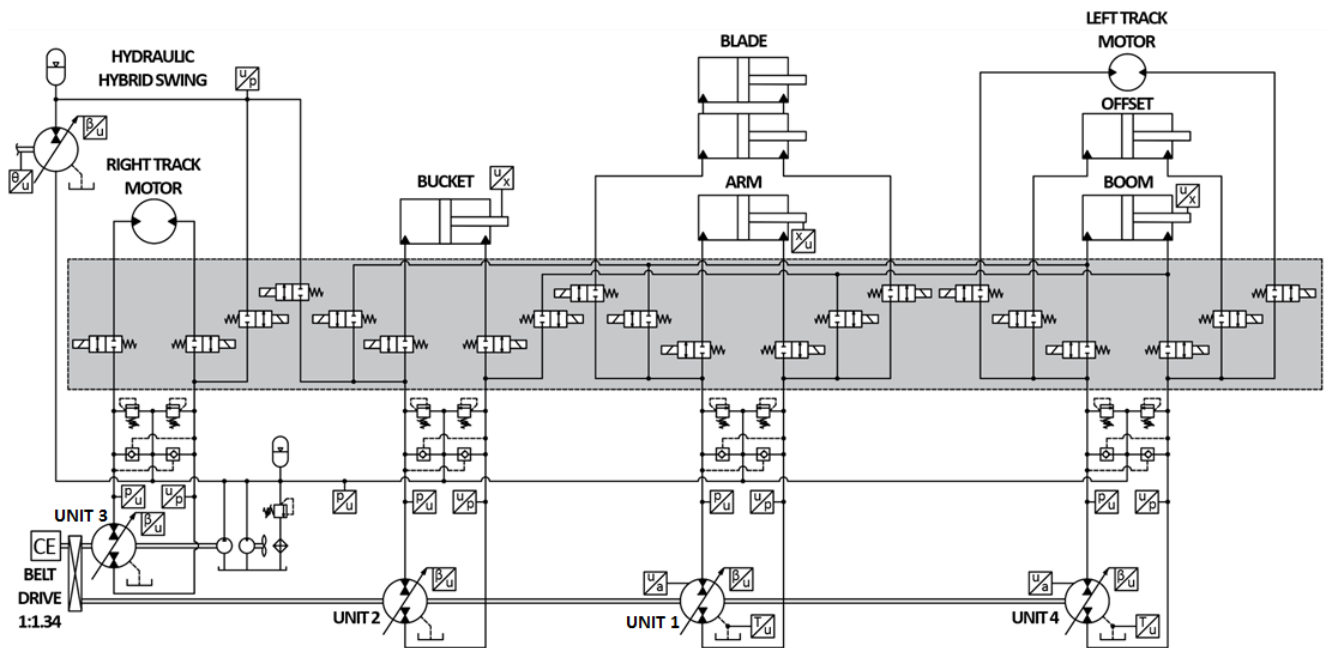 HYDRAULIC
HYBRID SWING
u/p
β/u
θ/u
RIGHT TRACK
MOTOR
BUCKET
u/x
BLADE
ARM
x/u
LEFT TRACK
MOTOR
OFFSET
BOOM
u/x
p/u
u/p
p/u
p/u
u/p
p/u
u/p
p/u
u/p
UNIT 3
β/u
CE
BELT
DRIVE
1:1.34
UNIT 2
β/u
u/a
β/u
UNIT 1
T/u
u/a
β/u
UNIT 4
T/u